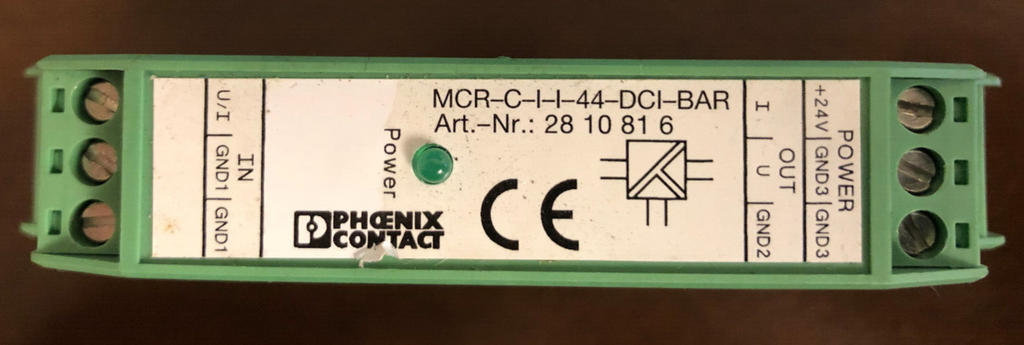 MCR-C-I-I-44-DCI-BAR
Art.-Nr.: 28 10 81 6
Power
PHŒNIX
CONTACT
CE
IN
U/I | GND1 | GND1
OUT
I | U | GND2
POWER
+24V | GND3 | GND3